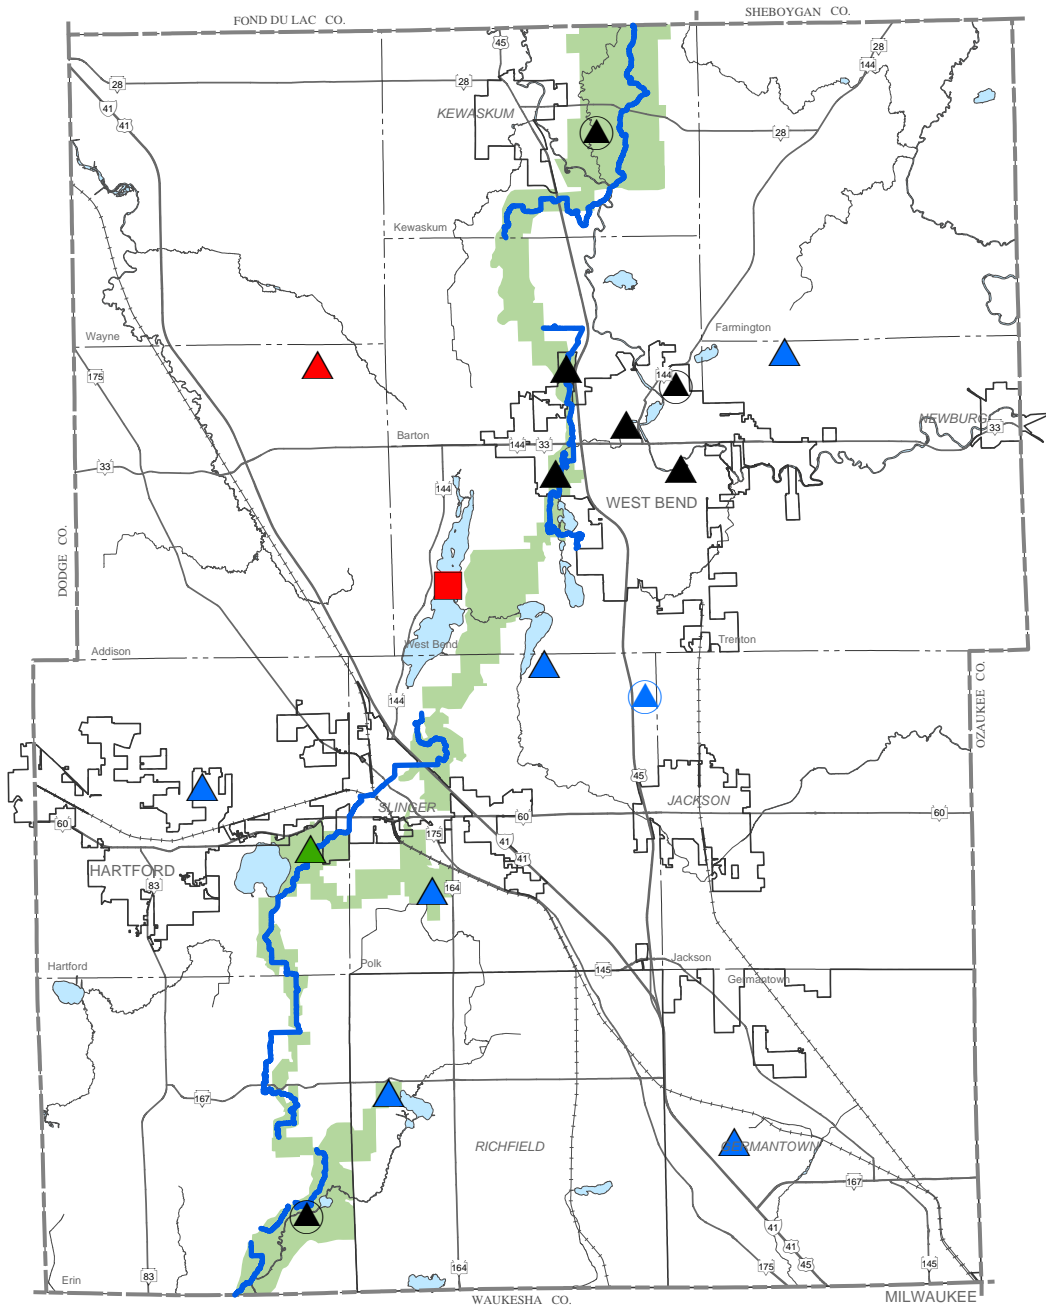 SHEBOYGAN CO.
FOND DU LAC CO.
45
28
144
28
28
41
41
KEWASKUM
28
Kewaskum
Farmington
Wayne
175
144
NEWBURG
33
Barton
144
33
33
144
WEST BEND
DODGE CO.
West Bend
Trenton
Addison
OZAUKEE CO.
144
45
JACKSON
SLINGER
60
60
60
175
41
41
HARTFORD
83
164
Hartford
Polk
Jackson
145
Germantown
167
RICHFIELD
GERMANTOWN
167
41
41
45
175
145
164
83
Erin
WAUKESHA CO.
MILWAUKEE